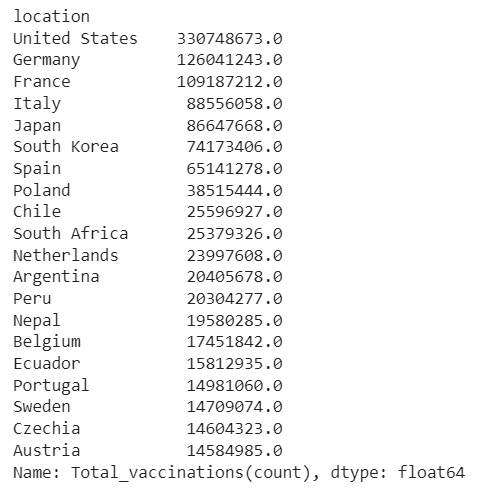 location
United States    330748673.0
Germany          126041243.0
France           109187212.0
Italy             88556058.0
Japan             86647668.0
South Korea       74173406.0
Spain             65141278.0
Poland            38515444.0
Chile             25596927.0
South Africa      25379326.0
Netherlands       23997608.0
Argentina         20405678.0
Peru              20304277.0
Nepal             19580285.0
Belgium           17451842.0
Ecuador           15812935.0
Portugal          14981060.0
Sweden            14709074.0
Czechia           14604323.0
Austria           14584985.0
Name: Total_vaccinations(count), dtype: float64